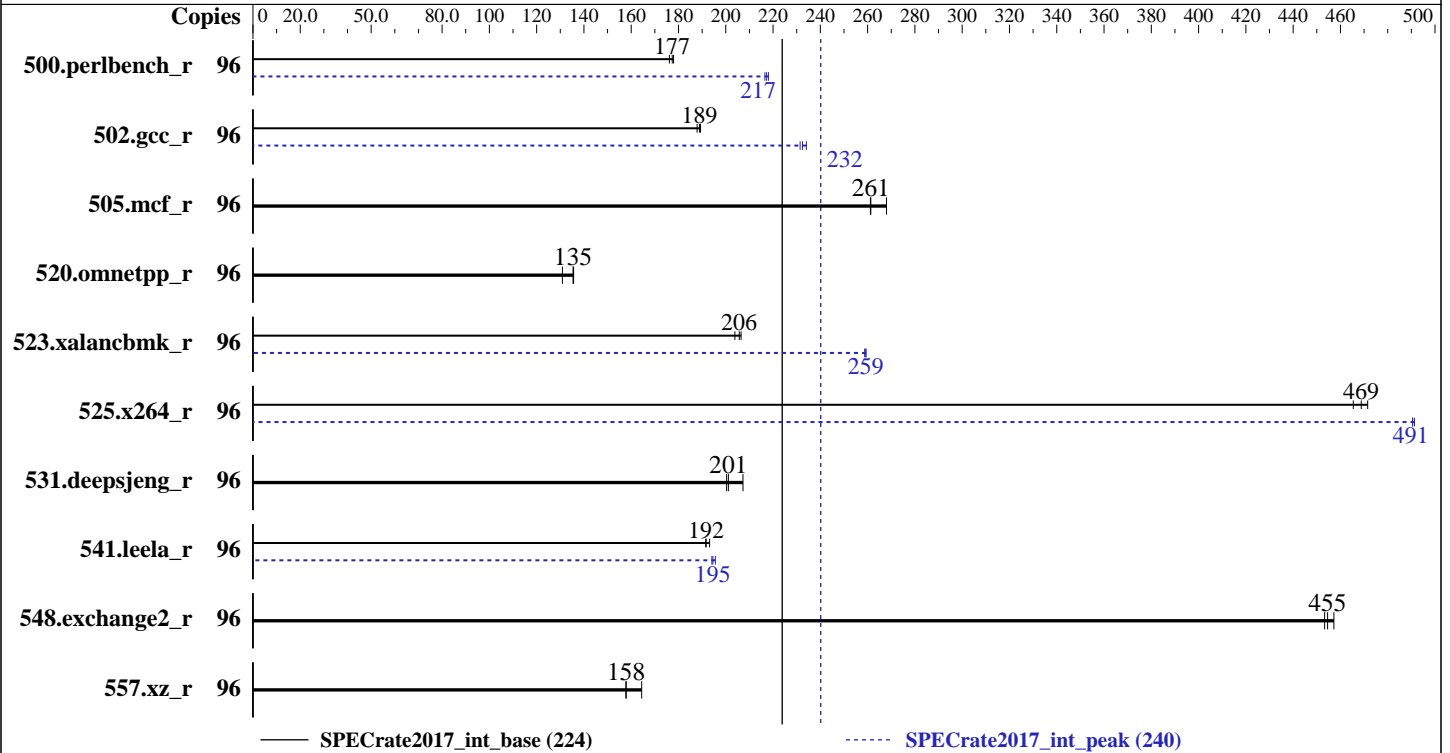 Copies 0 20.0 50.0 80.0 100 120 140 160 180 200 220 240 260 280 300 320 340 360 380 400 420 440 460 500
177
500.perlbench_r 96
217
189
502.gcc_r 96
232
261
505.mcf_r 96
135
520.omnetpp_r 96
206
523.xalancbmk_r 96
259
469
525.x264_r 96
491
201
531.deepsjeng_r 96
192
541.leela_r 96
195
455
548.exchange2_r 96
158
557.xz_r 96
SPECrate2017_int_base (224) SPECrate2017_int_peak (240)